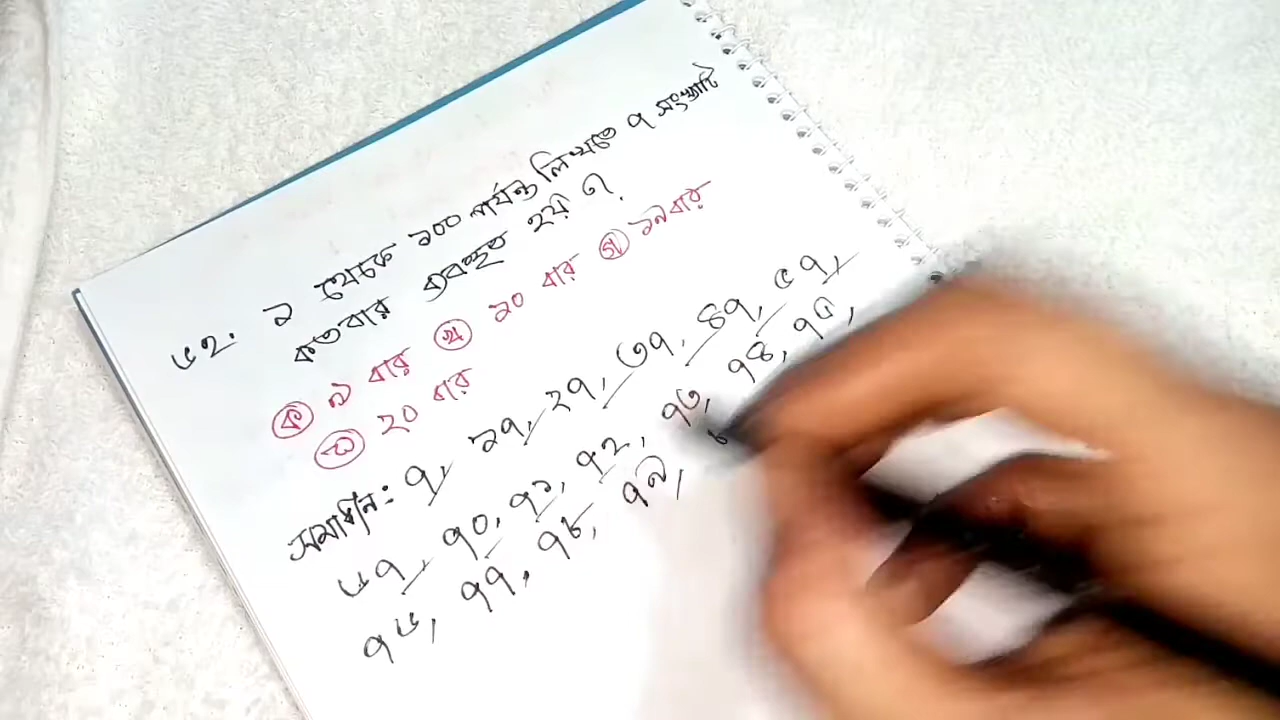 ৬২. ১ থেকে ১০০ পর্যন্ত লিখতে ৭ সংখ্যাটি
কতবার ব্যবহৃত হয় ?
ক ৯ বার খ ১০ বার গ ১৯বার
ঘ ২০ বার
সমাধান: ৭, ১৭, ২৭, ৩৭, ৪৭, ৫৭,
৬৭, ৭০, ৭১, ৭২, ৭৩, ৭৪, ৭৫,
৭৬, ৭৭, ৭৮, ৭৯,